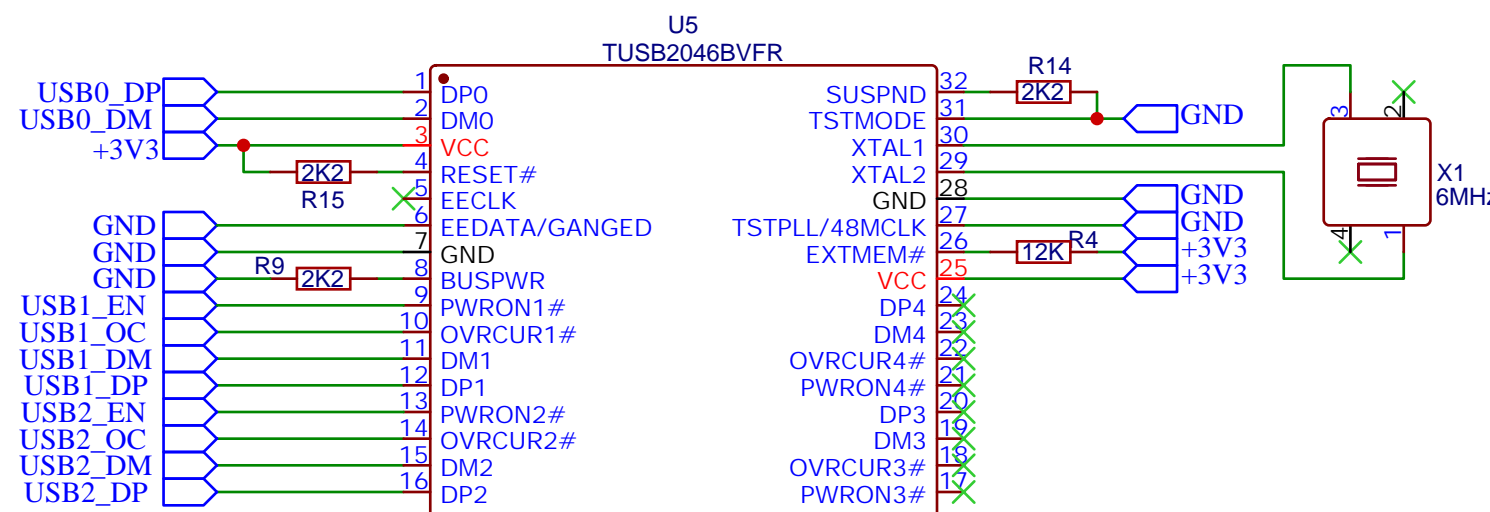 U5
TUSB2046BVFR
USB0_DP 1 DP0
USB0_DM 2 DM0
+3V3 3 VCC
2K2 4 RESET#
R15 5 EECLK
GND 6 EEDATA/GANGED
GND 7 GND
GND R9 2K2 8 BUSPWR
USB1_EN 9 PWRON1#
USB1_OC 10 OVRCUR1#
USB1_DM 11 DM1
USB1_DP 12 DP1
USB2_EN 13 PWRON2#
USB2_OC 14 OVRCUR2#
USB2_DM 15 DM2
USB2_DP 16 DP2
R14
SUSPND 32 2K2
TSTMODE 31 GND
XTAL1 30
XTAL2 29
GND 28 GND
TSTPLL/48MCLK 27 GND
EXTMEM# 26 12K R4 +3V3
VCC 25 +3V3
DP4 24
DM4 23
OVRCUR4# 22
PWRON4# 21
DP3 20
DM3 19
OVRCUR3# 18
PWRON3# 17
3 2
X1
6MHz
4 1